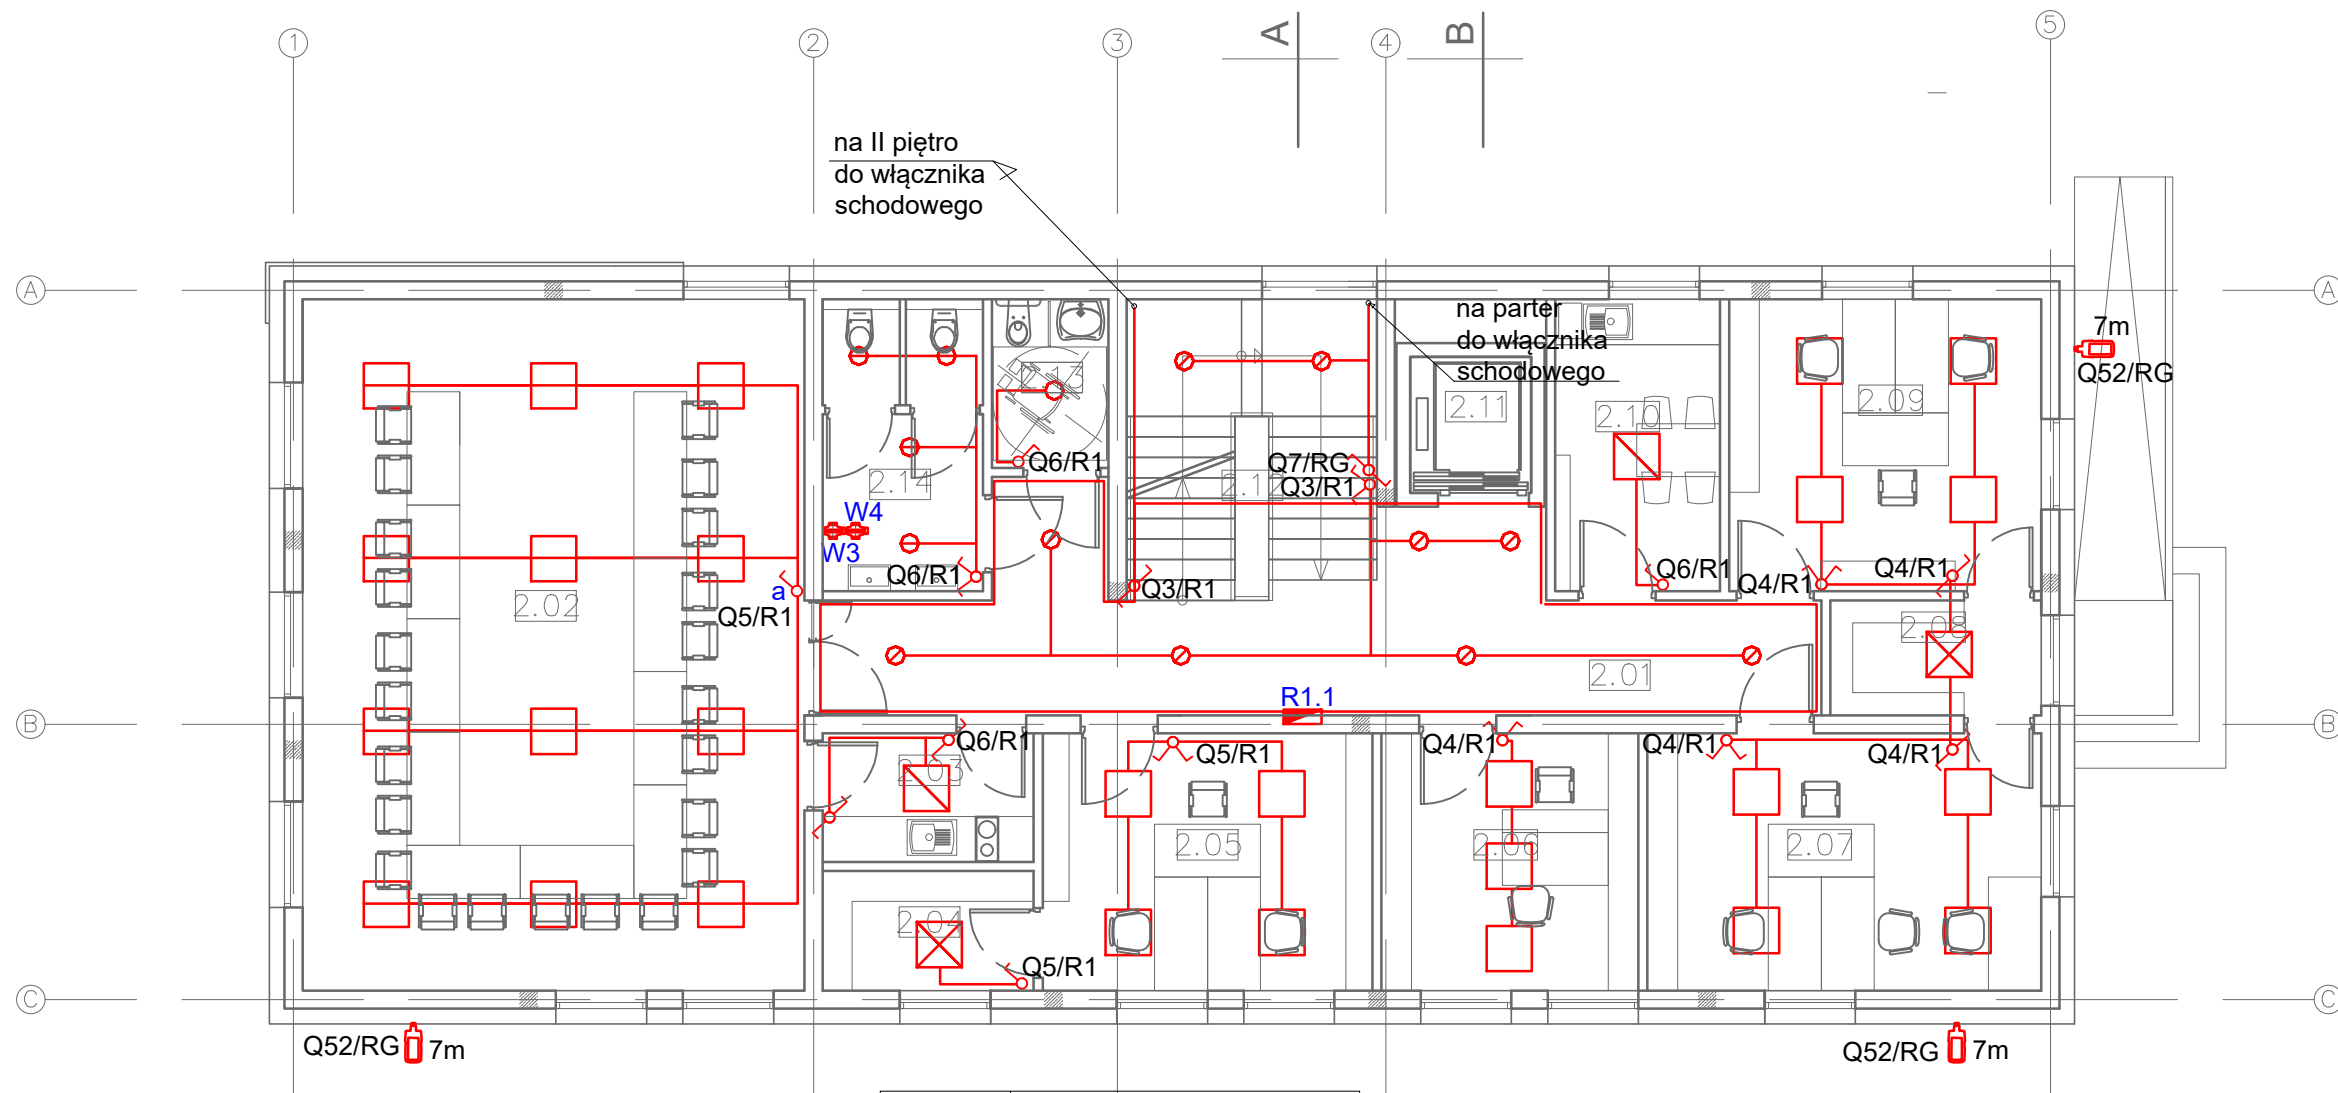 A
B
1
2
3
4
5
na II piętro
do włącznika
schodowego
A
A
na parter
do włącznika
schodowego
7m
Q52/RG
2.13
2.11
2.10
2.09
Q6/R1
Q7/RG
Q3/R1
2.14
2.12
W4
W3
Q6/R1
Q3/R1
Q6/R1
Q4/R1
Q4/R1
a
Q5/R1
2.02
2.08
2.01
R1.1
B
B
Q6/R1
Q5/R1
Q4/R1
Q4/R1
Q4/R1
2.03
2.05
2.06
2.07
2.04
Q5/R1
C
C
Q52/RG
7m
Q52/RG
7m